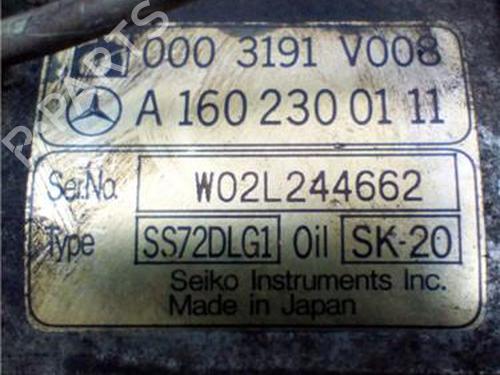 000 3191 V008
A 160 230 01 11
Ser.No. W02L244662
Type SS72DLG1 Oil SK-20
Seiko Instruments Inc.
Made in Japan
PARTS